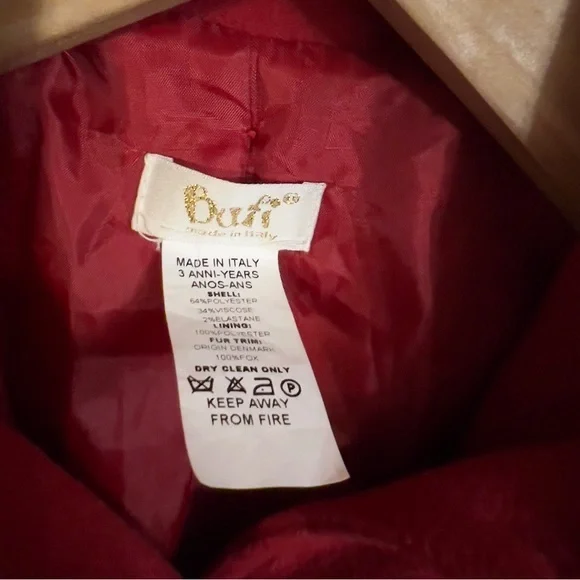 Bufi
made in Italy
MADE IN ITALY
3 ANNI-YEARS
ANOS-ANS
SHELL:
64%POLYESTER
34%VISCOSE
2%ELASTANE
LINING:
100%POLYESTER
FUR TRIM:
ORIGIN DENMARK
100%FOX
DRY CLEAN ONLY
P
KEEP AWAY
FROM FIRE